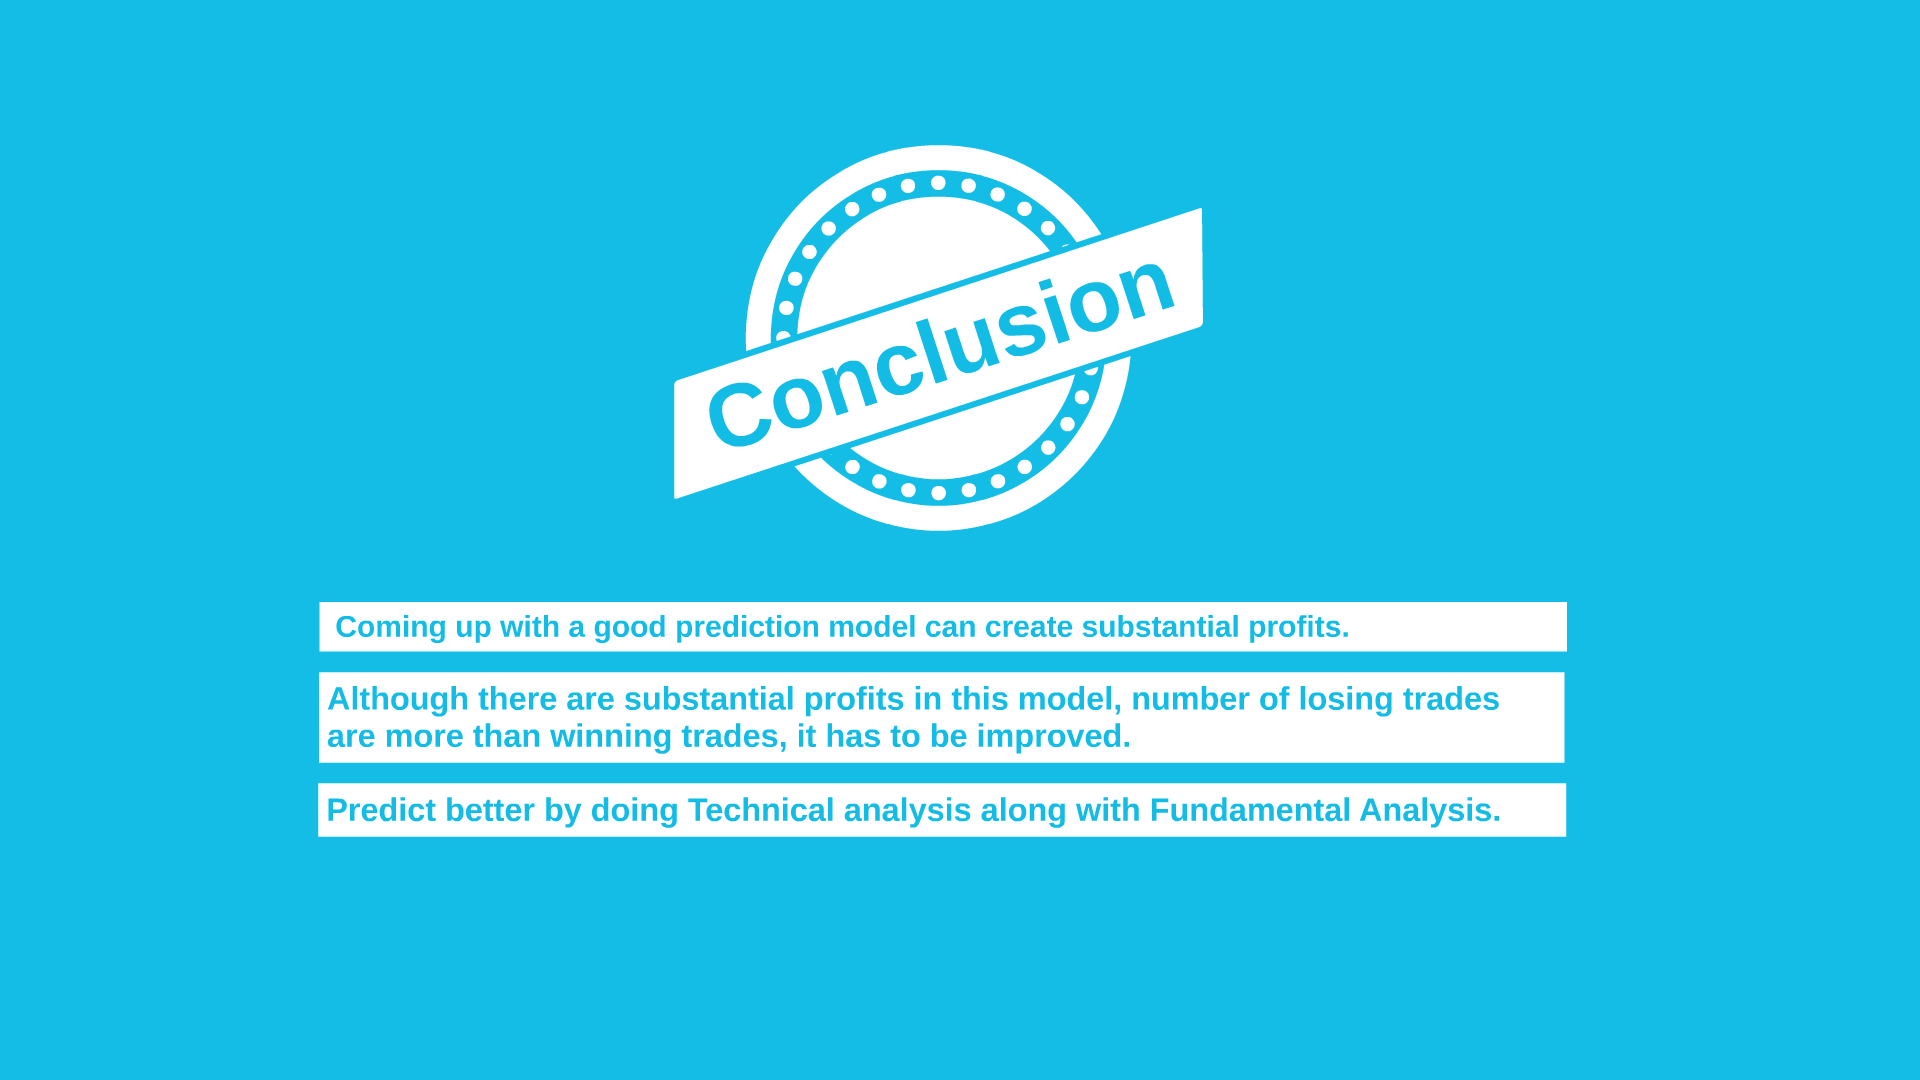 Conclusion
Coming up with a good prediction model can create substantial profits.
Although there are substantial profits in this model, number of losing trades
are more than winning trades, it has to be improved.
Predict better by doing Technical analysis along with Fundamental Analysis.